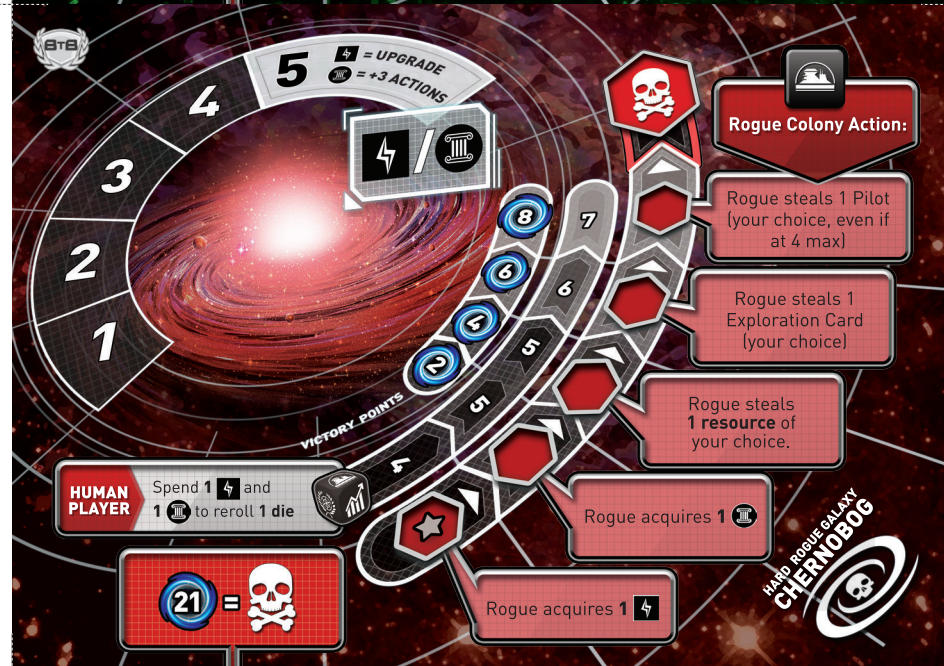 BTB
5
= UPGRADE
= +3 ACTIONS
4
3
2
1
/
Rogue Colony Action:
Rogue steals 1 Pilot
(your choice, even if
at 4 max)
Rogue steals 1
Exploration Card
(your choice)
Rogue steals
1 resource of
your choice.
Rogue acquires 1
Rogue acquires 1
8
6
4
2
VICTORY POINTS
7
6
5
5
4
HUMAN
PLAYER
Spend 1 and
1 to reroll 1 die
21 =
HARD ROGUE GALAXY
CHERNOBOG